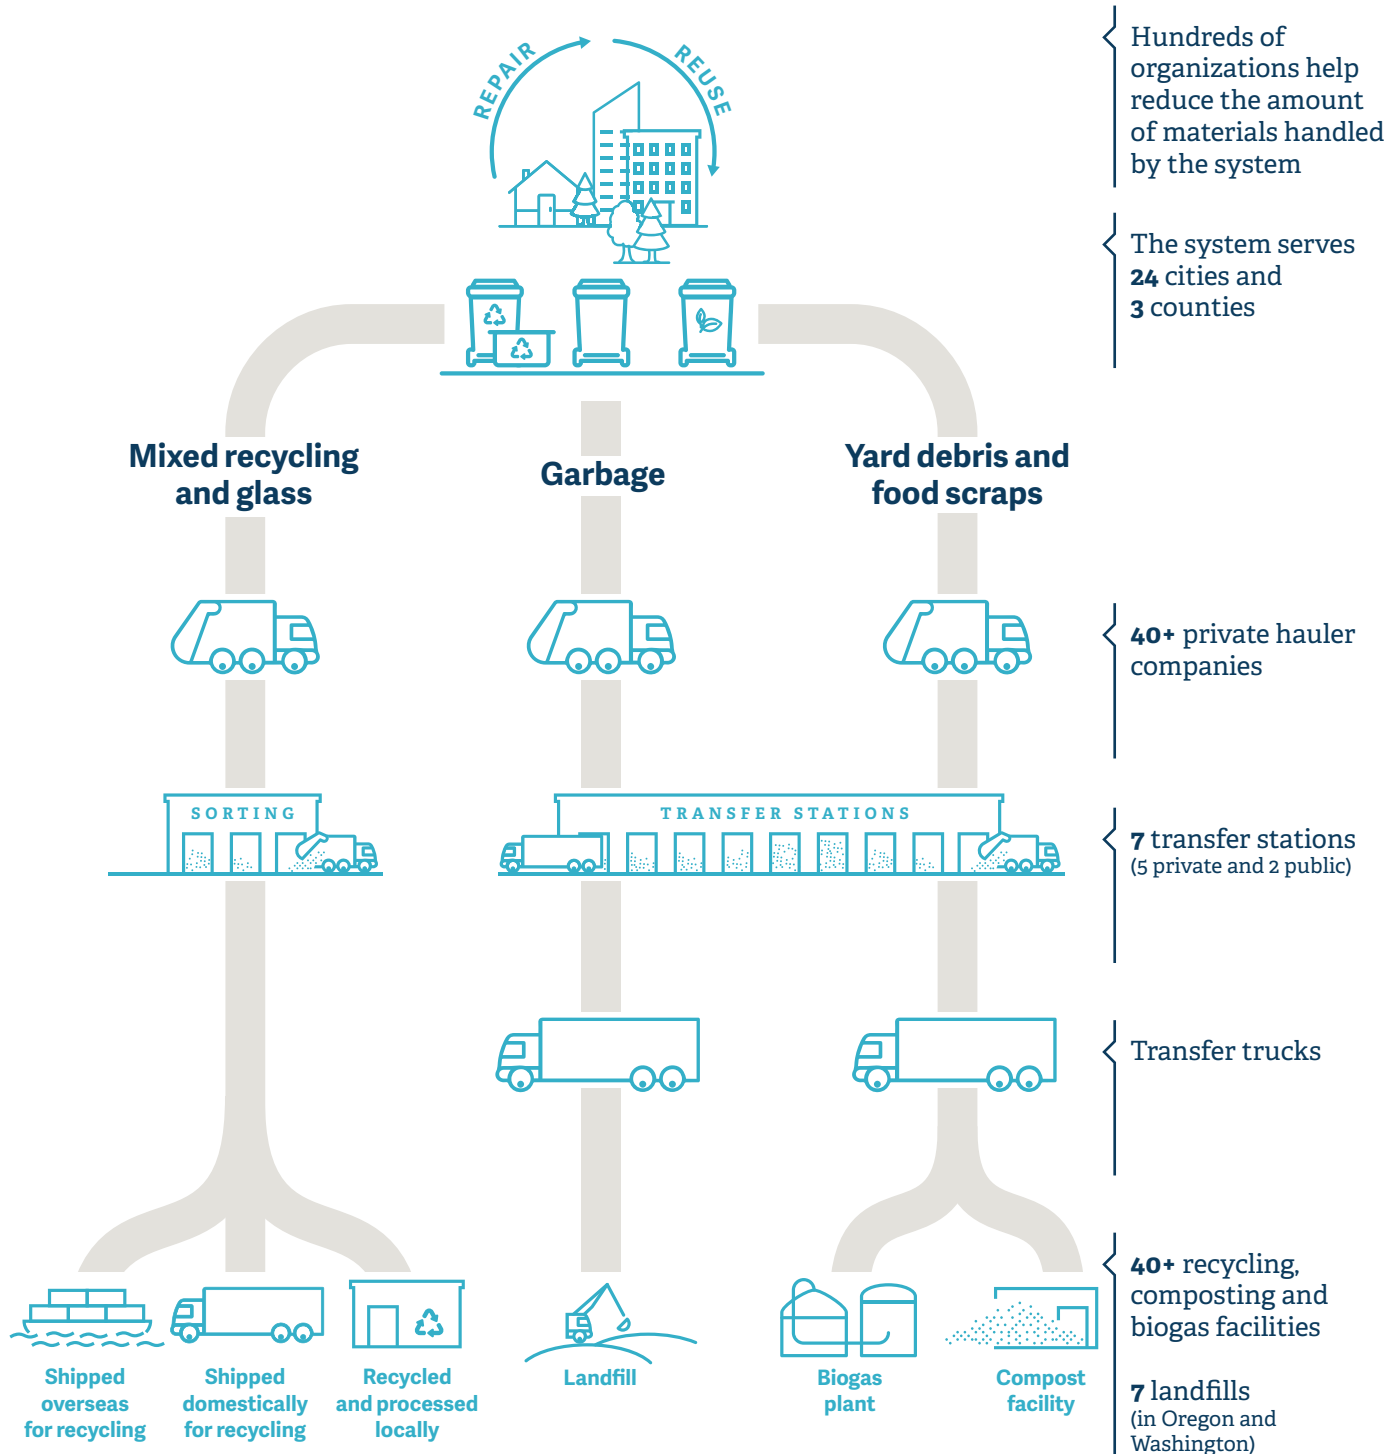 REPAIR
REUSE
Hundreds of
organizations help
reduce the amount
of materials handled
by the system
The system serves
24 cities and
3 counties
Mixed recycling
and glass
Garbage
Yard debris and
food scraps
40+ private hauler
companies
SORTING
TRANSFER STATIONS
7 transfer stations
(5 private and 2 public)
Transfer trucks
40+ recycling,
composting and
biogas facilities
7 landfills
(in Oregon and
Washington)
Shipped
overseas
for recycling
Shipped
domestically
for recycling
Recycled
and processed
locally
Landfill
Biogas
plant
Compost
facility